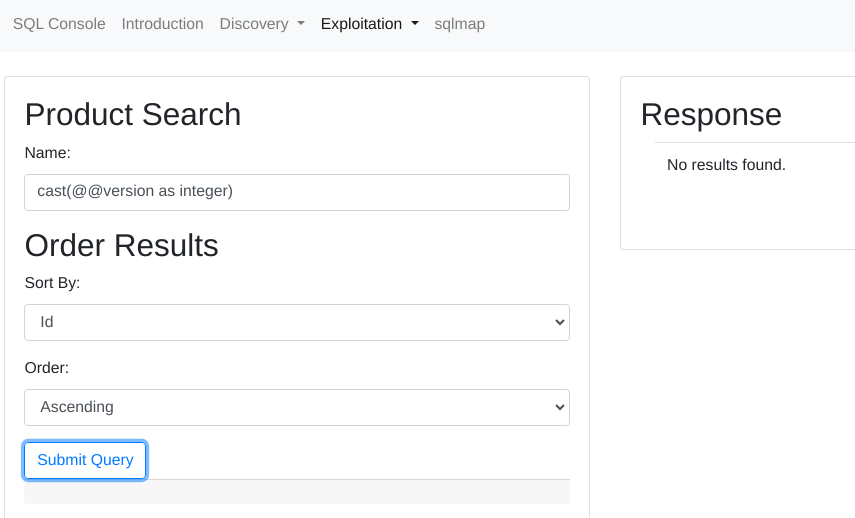 SQL Console Introduction Discovery Exploitation sqlmap
Product Search
Name:
cast(@@version as integer)
Order Results
Sort By:
Id
Order:
Ascending
Submit Query
Response
No results found.